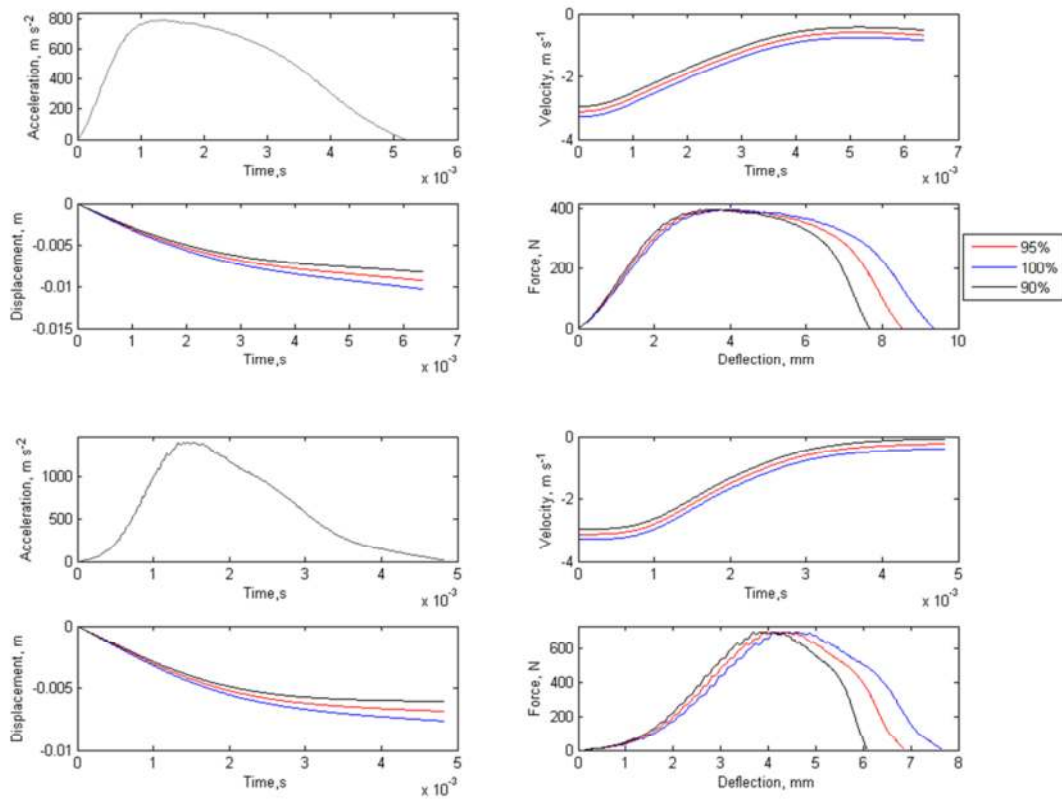 Acceleration, m s-2
800
600
400
200
0
0 1 2 3 4 5 6
Time,s
x 10-3
Velocity, m s-1
0
-2
-4
0 1 2 3 4 5 6 7
Time,s
x 10-3
Displacement, m
0
-0.005
-0.01
-0.015
0 1 2 3 4 5 6 7
Time,s
x 10-3
Force, N
400
200
0
0 2 4 6 8 10
Deflection, mm
95%
100%
90%
Acceleration, m s-2
1000
500
0
0 1 2 3 4 5
Time,s
x 10-3
Velocity, m s-1
0
-2
-4
0 1 2 3 4 5
Time,s
x 10-3
Displacement, m
0
-0.005
-0.01
0 1 2 3 4 5
Time,s
x 10-3
Force, N
600
400
200
0
0 1 2 3 4 5 6 7 8
Deflection, mm